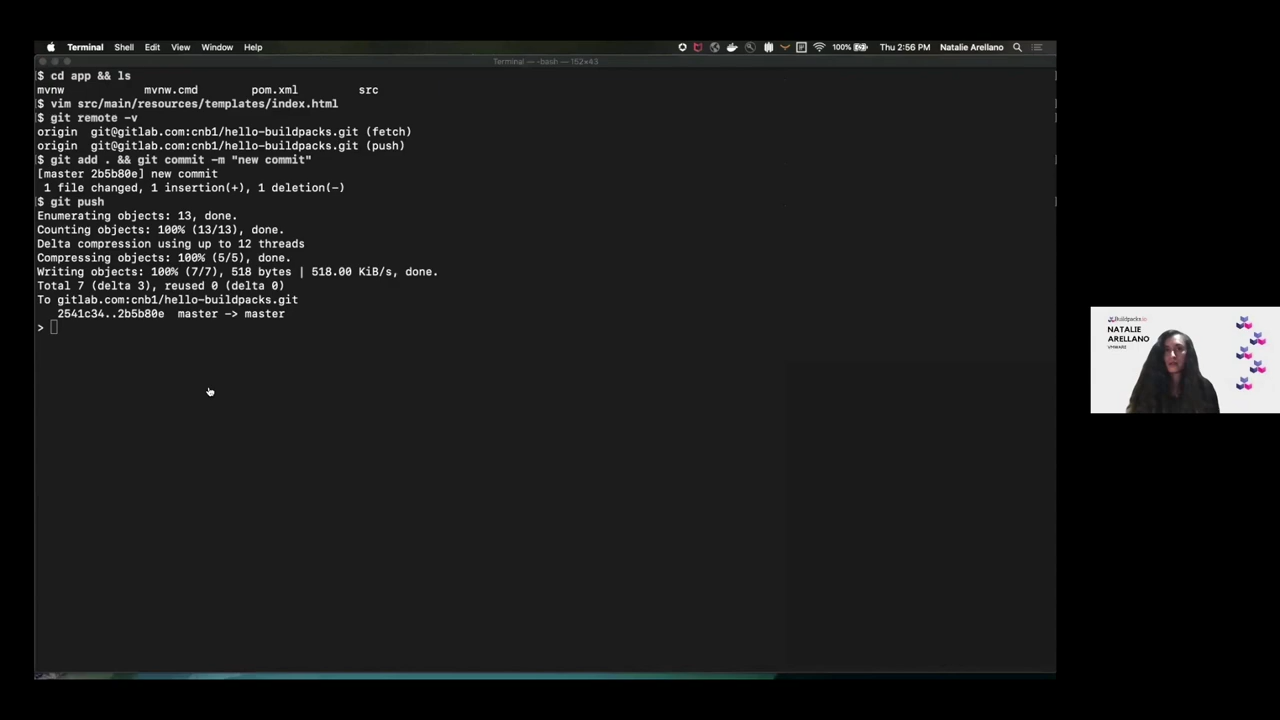 Terminal Shell Edit View Window Help 100% Thu 2:56 PM Natalie Arellano
Terminal — -bash — 152×43
$ cd app && ls
mvnw mvnw.cmd pom.xml src
$ vim src/main/resources/templates/index.html
$ git remote -v
origin git@gitlab.com:cnb1/hello-buildpacks.git (fetch)
origin git@gitlab.com:cnb1/hello-buildpacks.git (push)
$ git add . && git commit -m "new commit"
[master 2b5b80e] new commit
1 file changed, 1 insertion(+), 1 deletion(-)
$ git push
Enumerating objects: 13, done.
Counting objects: 100% (13/13), done.
Delta compression using up to 12 threads
Compressing objects: 100% (5/5), done.
Writing objects: 100% (7/7), 518 bytes | 518.00 KiB/s, done.
Total 7 (delta 3), reused 0 (delta 0)
To gitlab.com:cnb1/hello-buildpacks.git
2541c34..2b5b80e master -> master
>
Buildpacks.io
NATALIE
ARELLANO
VMWARE